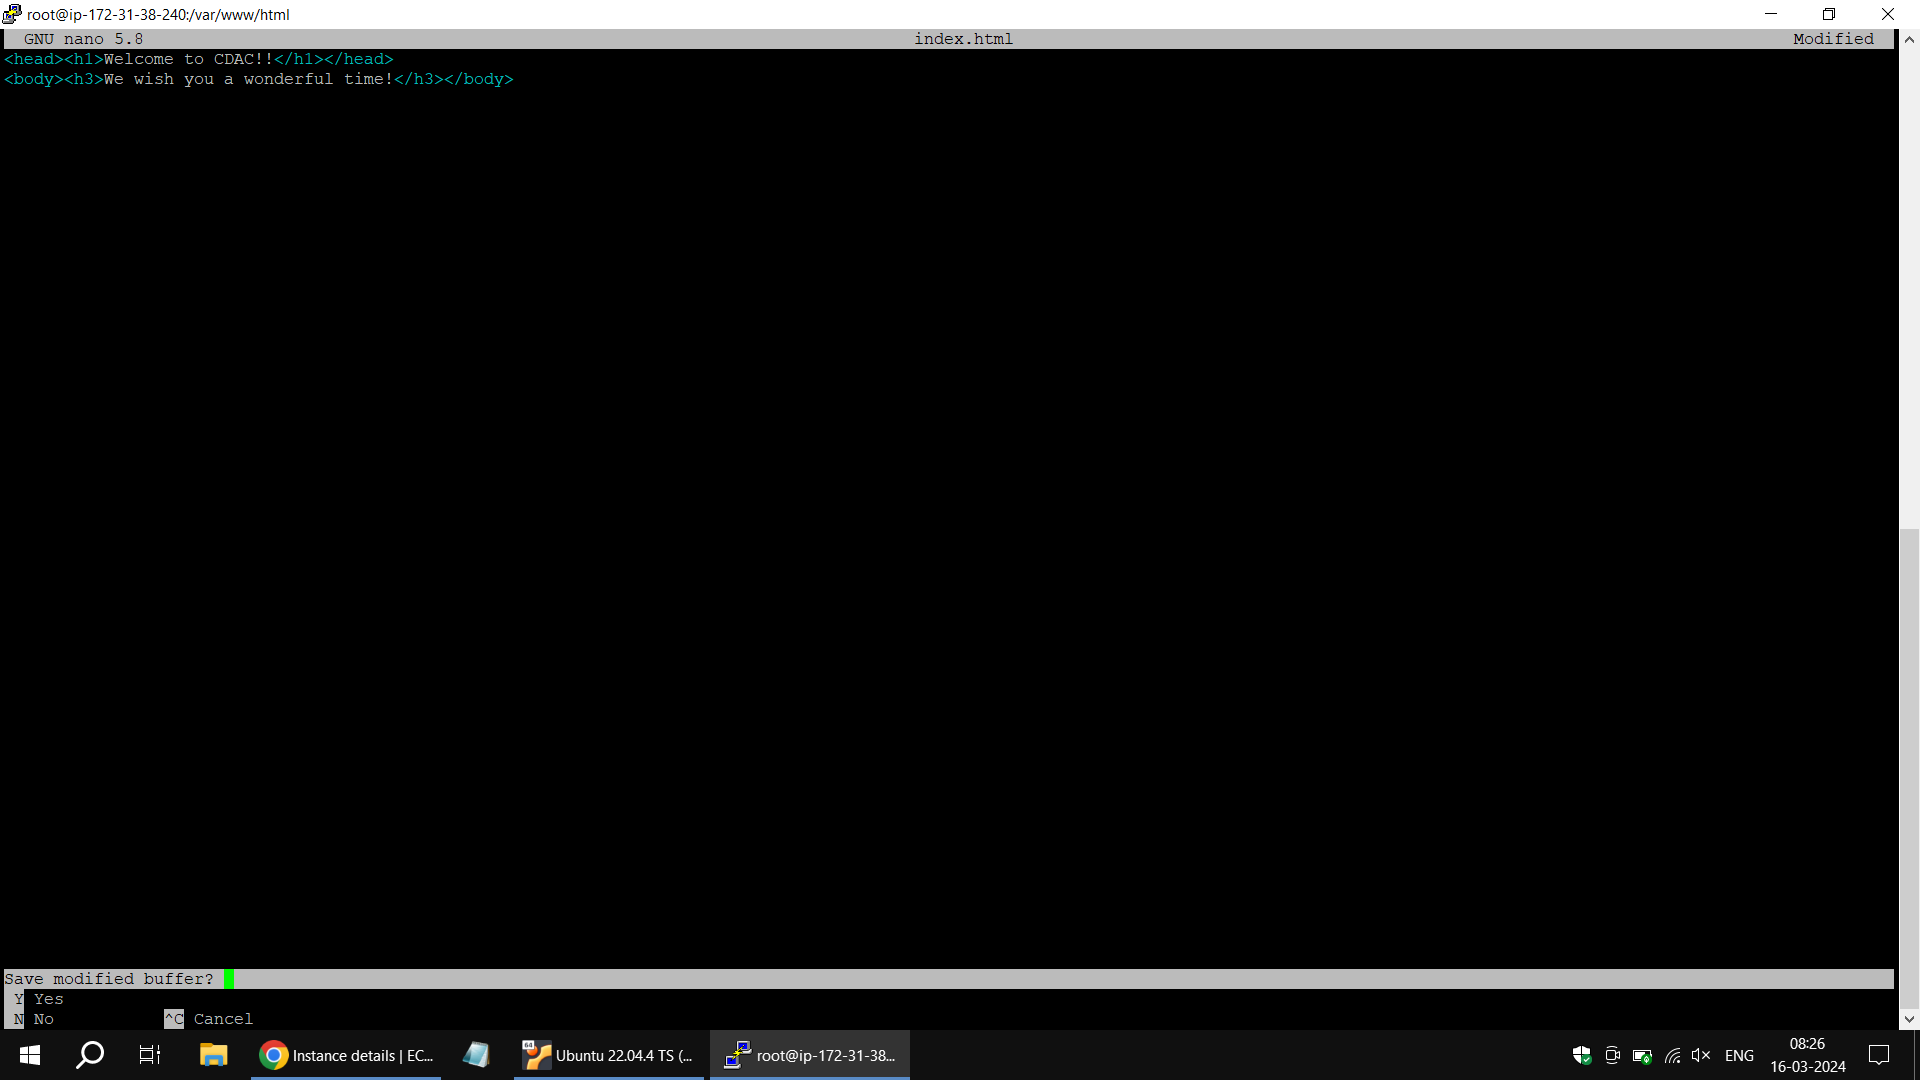 root@ip-172-31-38-240:/var/www/html
GNU nano 5.8 index.html Modified
<head><h1>Welcome to CDAC!!</h1></head>
<body><h3>We wish you a wonderful time!</h3></body>
Save modified buffer?
Y Yes
N No ^C Cancel
Instance details | EC... 64 Ubuntu 22.04.4 TS (... root@ip-172-31-38... ENG 08:26
16-03-2024